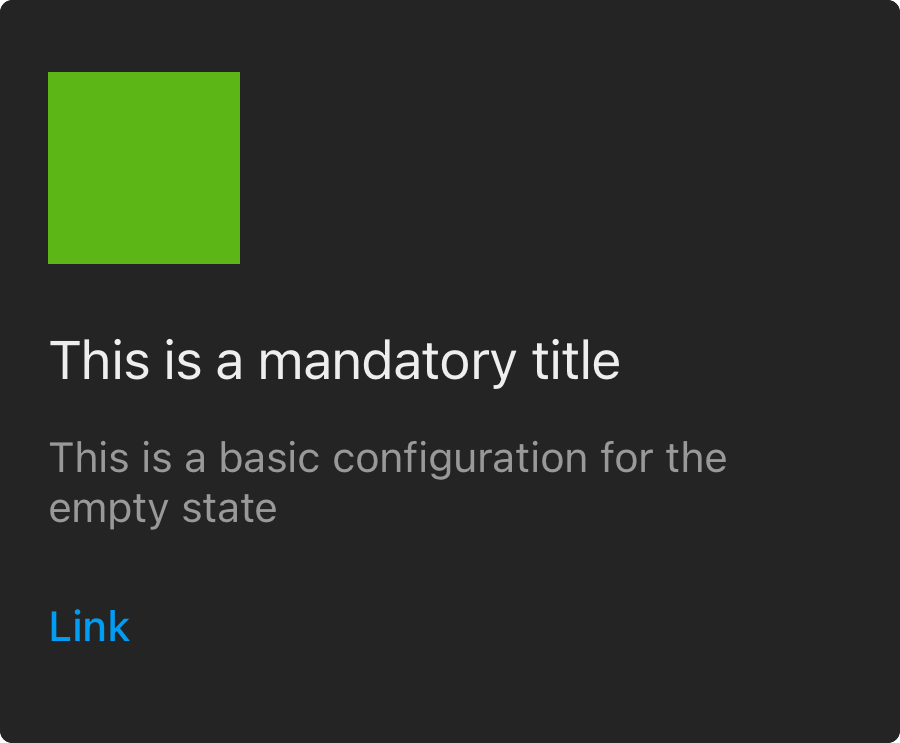 This is a mandatory title
This is a basic configuration for the
empty state
Link